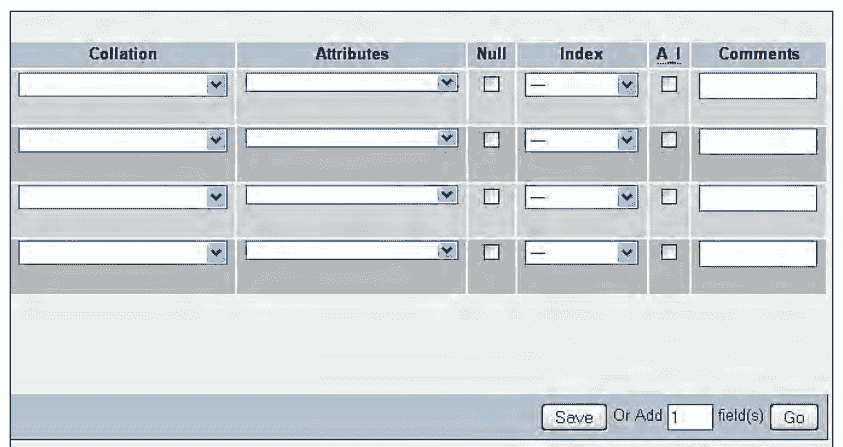 Collation Attributes Null Index A_I Comments
—
—
—
—
Save Or Add 1 field(s) Go